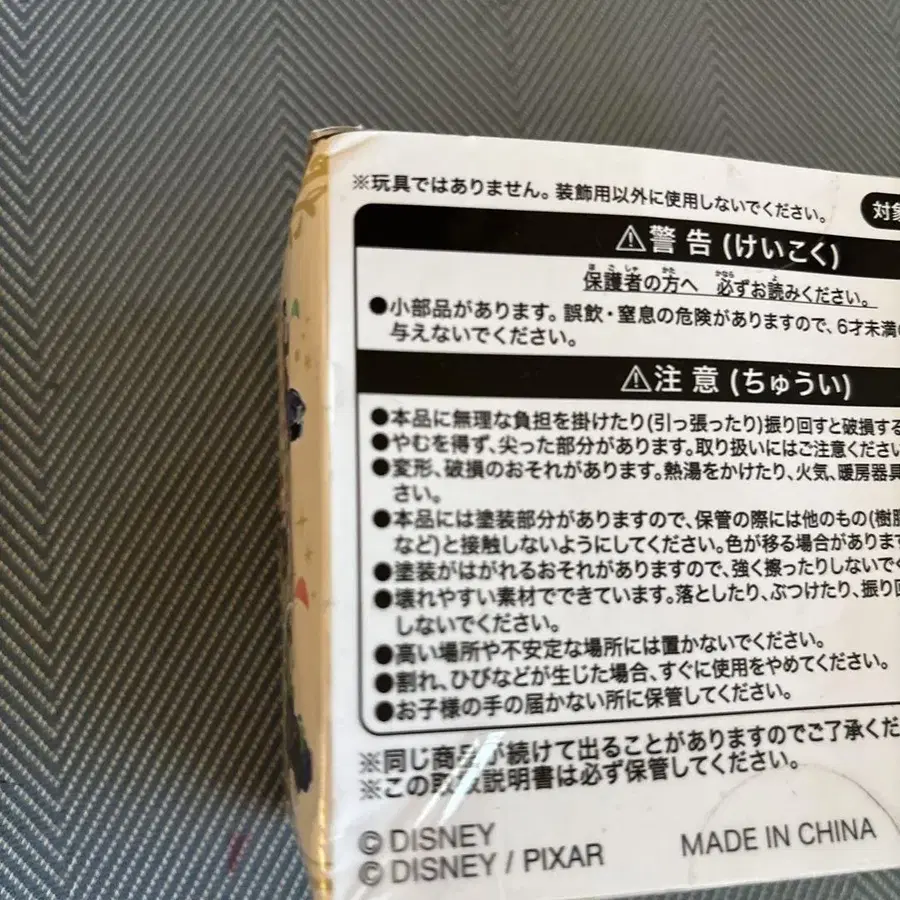 ※玩具ではありません。装飾用以外に使用しないでください。
対象
⚠警 告 (けいこく)
保護者の方へ 必ずお読みください。
●小部品があります。誤飲・窒息の危険がありますので、6才未満の
与えないでください。
⚠注 意 (ちゅうい)
●本品に無理な負担を掛けたり(引っ張ったり)振り回すと破損する
●やむを得ず、尖った部分があります。取り扱いにはご注意ください
●変形、破損のおそれがあります。熱湯をかけたり、火気、暖房器具
さい。
●本品には塗装部分がありますので、保管の際には他のもの(樹脂
など)と接触しないようにしてください。色が移る場合があります
●塗装がはがれるおそれがありますので、強く擦ったりしないでく
●壊れやすい素材でできています。落としたり、ぶつけたり、振り回
しないでください。
●高い場所や不安定な場所には置かないでください。
●割れ、ひびなどが生じた場合、すぐに使用をやめてください。
●お子様の手の届かない所に保管してください。
※同じ商品が続けて出ることがありますのでご了承くだ
※この取扱説明書は必ず保管してください。
© DISNEY
© DISNEY / PIXAR
MADE IN CHINA